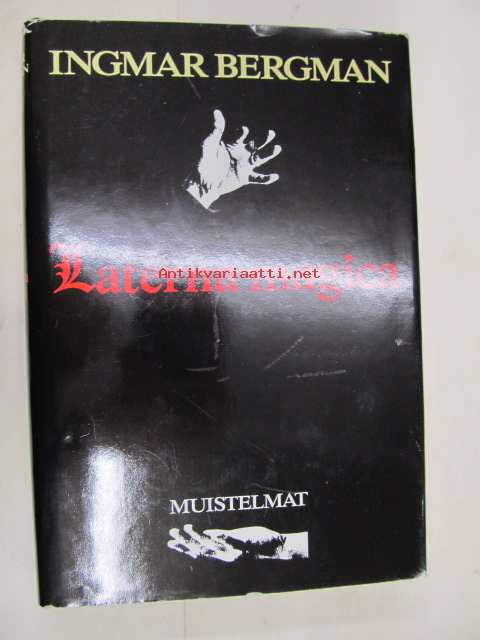 INGMAR BERGMAN
Laterna magica
Antikvariaatti.net
MUISTELMAT